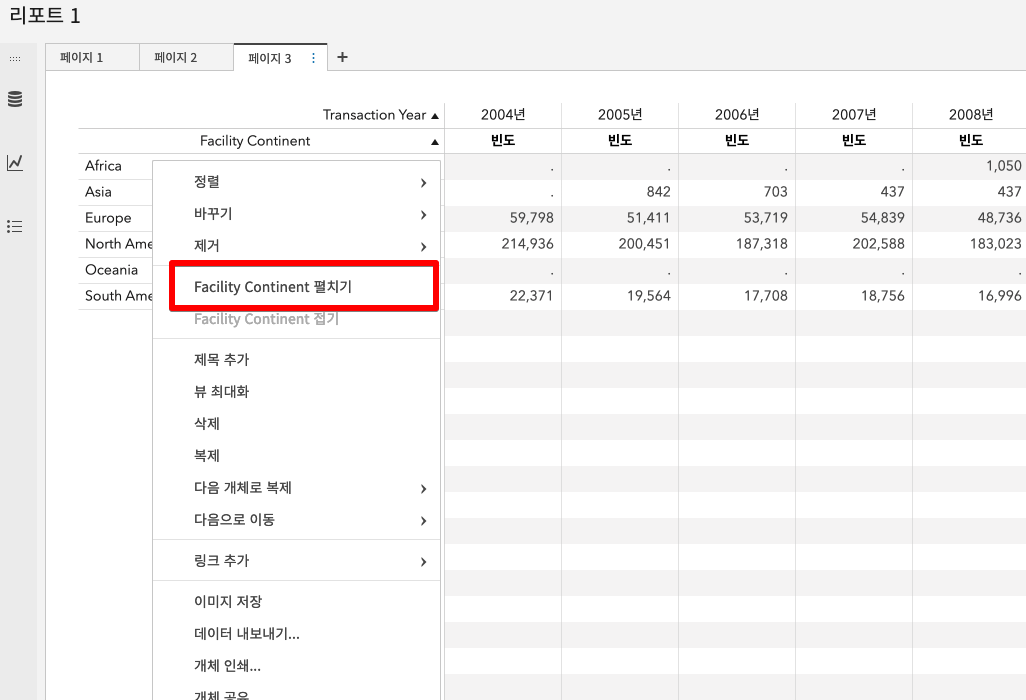 리포트 1
페이지 1 페이지 2 페이지 3 ⋮ +
Transaction Year ▲ 2004년 2005년 2006년 2007년 2008년
Facility Continent ▲ 빈도 빈도 빈도 빈도 빈도
Africa . . . . 1,050
Asia . 842 703 437 437
Europe 59,798 51,411 53,719 54,839 48,736
North Ame 214,936 200,451 187,318 202,588 183,023
Oceania . . . . .
South Ame 22,371 19,564 17,708 18,756 16,996
정렬 >
바꾸기 >
제거 >
Facility Continent 펼치기
Facility Continent 접기
제목 추가
뷰 최대화
삭제
복제
다음 개체로 복제 >
다음으로 이동 >
링크 추가 >
이미지 저장
데이터 내보내기...
개체 인쇄...
개체 공유